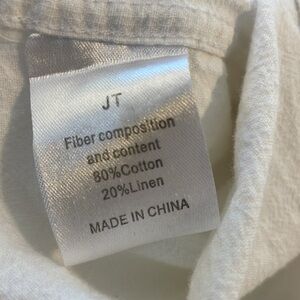 JT
Fiber composition
and content
80%Cotton
20%Linen
MADE IN CHINA